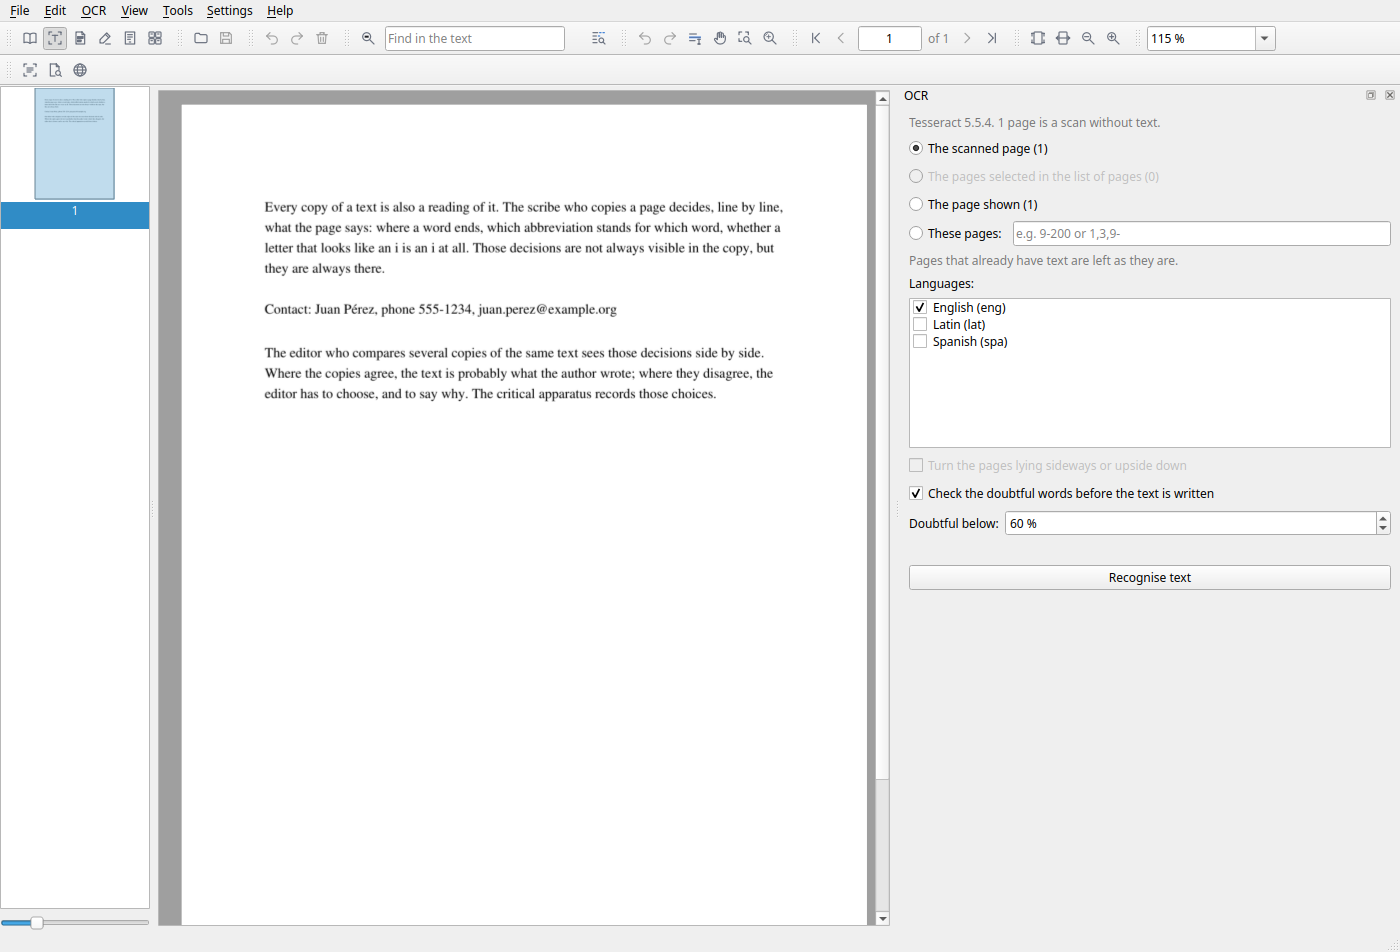 File Edit OCR View Tools Settings Help
Find in the text
1 of 1
115 %
1
Every copy of a text is also a reading of it. The scribe who copies a page decides, line by line,
what the page says: where a word ends, which abbreviation stands for which word, whether a
letter that looks like an i is an i at all. Those decisions are not always visible in the copy, but
they are always there.
Contact: Juan Pérez, phone 555-1234, juan.perez@example.org
The editor who compares several copies of the same text sees those decisions side by side.
Where the copies agree, the text is probably what the author wrote; where they disagree, the
editor has to choose, and to say why. The critical apparatus records those choices.
OCR
Tesseract 5.5.4. 1 page is a scan without text.
The scanned page (1)
The pages selected in the list of pages (0)
The page shown (1)
These pages: e.g. 9-200 or 1,3,9-
Pages that already have text are left as they are.
Languages:
English (eng)
Latin (lat)
Spanish (spa)
Turn the pages lying sideways or upside down
Check the doubtful words before the text is written
Doubtful below: 60 %
Recognise text